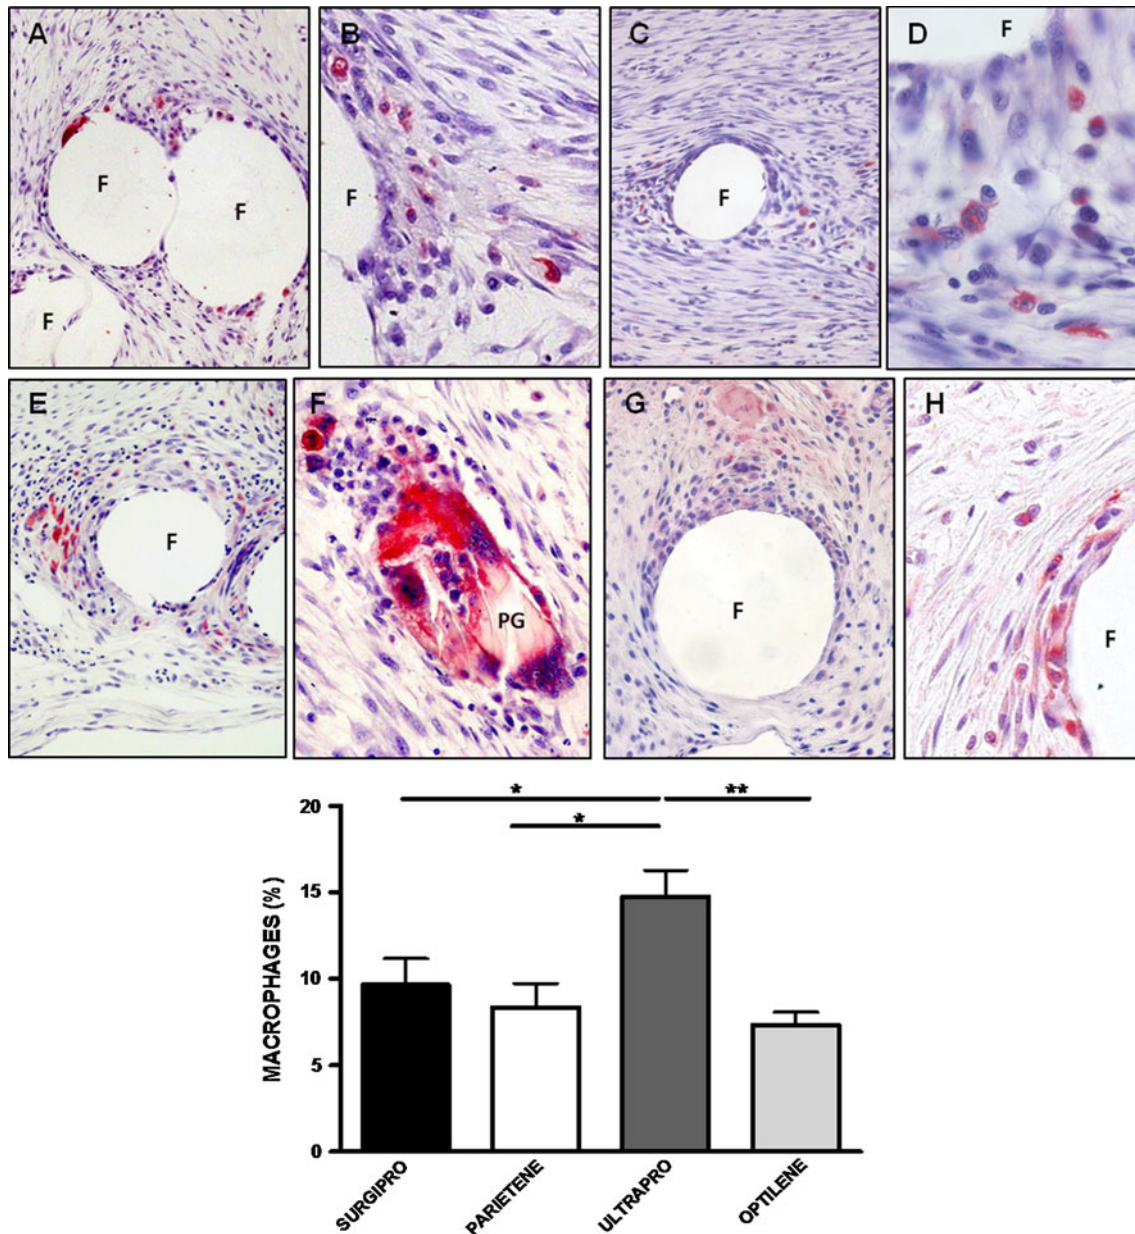 A B C D
F F F F
F F
E F G H
F PG F F
* **
*
20
15
10
5
0
MACROPHAGES (%)
SURGIPRO PARIETENE ULTRAPRO OPTILENE